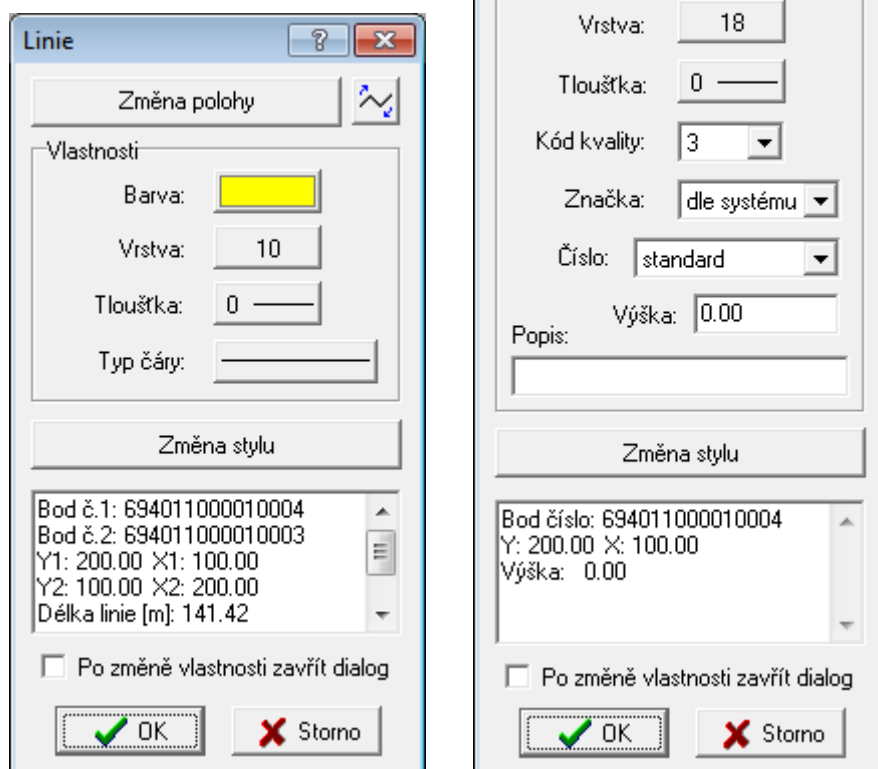 Linie
?
Změna polohy
Vlastnosti
Barva:
Vrstva: 10
Tloušťka: 0
Typ čáry:
Změna stylu
Bod č.1: 694011000010004
Bod č.2: 694011000010003
Y1: 200.00 X1: 100.00
Y2: 100.00 X2: 200.00
Délka linie [m]: 141.42
Po změně vlastnosti zavřít dialog
OK Storno
Vrstva: 18
Tloušťka: 0
Kód kvality: 3
Značka: dle systému
Číslo: standard
Výška: 0.00
Popis:
Změna stylu
Bod číslo: 694011000010004
Y: 200.00 X: 100.00
Výška: 0.00
Po změně vlastnosti zavřít dialog
OK Storno